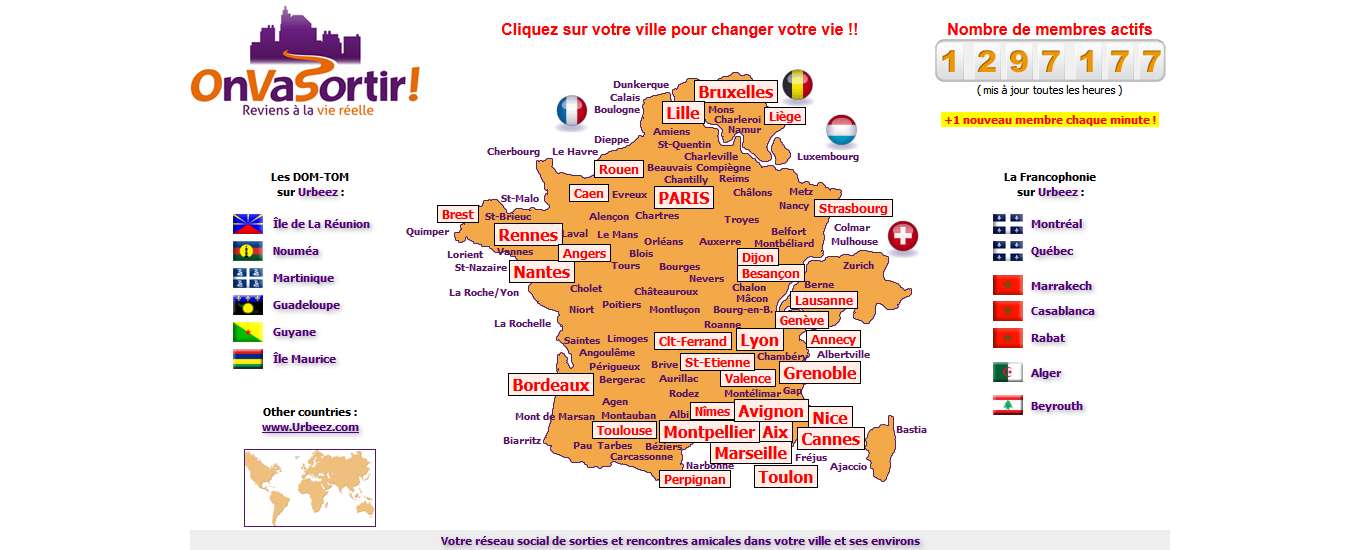 OnVaSortir!
Reviens à la vie réelle
Cliquez sur votre ville pour changer votre vie !!
Nombre de membres actifs
1 2 9 7 1 7 7
( mis à jour toutes les heures )
+1 nouveau membre chaque minute !
Les DOM-TOM
sur Urbeez :
Île de La Réunion
Nouméa
Martinique
Guadeloupe
Guyane
Île Maurice
Other countries :
www.Urbeez.com
Dunkerque
Calais
Boulogne
Bruxelles
Lille
Mons
Charleroi
Namur
Liège
Amiens
St-Quentin
Dieppe
Cherbourg
Le Havre
Charleville
Luxembourg
Rouen
Beauvais
Compiègne
Chantilly
Reims
Caen
Evreux
PARIS
Châlons
Metz
Nancy
Strasbourg
St-Malo
Brest
St-Brieuc
Alençon
Chartres
Troyes
Quimper
Rennes
Laval
Le Mans
Orléans
Auxerre
Belfort
Montbéliard
Colmar
Mulhouse
Lorient
Vannes
Angers
Blois
Dijon
St-Nazaire
Nantes
Tours
Bourges
Besançon
Zurich
Nevers
La Roche/Yon
Cholet
Châteauroux
Chalon
Mâcon
Berne
Lausanne
Niort
Poitiers
Montluçon
Bourg-en-B.
La Rochelle
Roanne
Genève
Saintes
Limoges
Clt-Ferrand
Lyon
Annecy
Angoulême
Chambéry
Albertville
Périgueux
Brive
St-Etienne
Bordeaux
Bergerac
Aurillac
Valence
Grenoble
Rodez
Montélimar
Gap
Agen
Mont de Marsan
Montauban
Albi
Nîmes
Avignon
Nice
Toulouse
Montpellier
Aix
Cannes
Bastia
Biarritz
Pau
Tarbes
Béziers
Carcassonne
Marseille
Fréjus
Narbonne
Ajaccio
Perpignan
Toulon
La Francophonie
sur Urbeez :
Montréal
Québec
Marrakech
Casablanca
Rabat
Alger
Beyrouth
Votre réseau social de sorties et rencontres amicales dans votre ville et ses environs